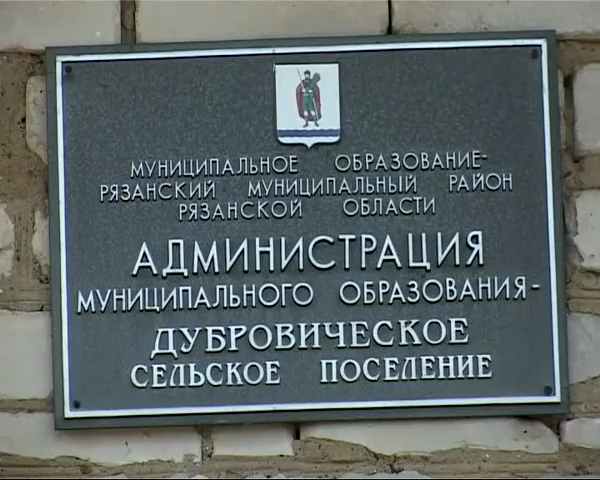 МУНИЦИПАЛЬНОЕ ОБРАЗОВАНИЕ-
РЯЗАНСКИЙ МУНИЦИПАЛЬНЫЙ РАЙОН
РЯЗАНСКОЙ ОБЛАСТИ
АДМИНИСТРАЦИЯ
МУНИЦИПАЛЬНОГО ОБРАЗОВАНИЯ-
ДУБРОВИЧЕСКОЕ
СЕЛЬСКОЕ ПОСЕЛЕНИЕ